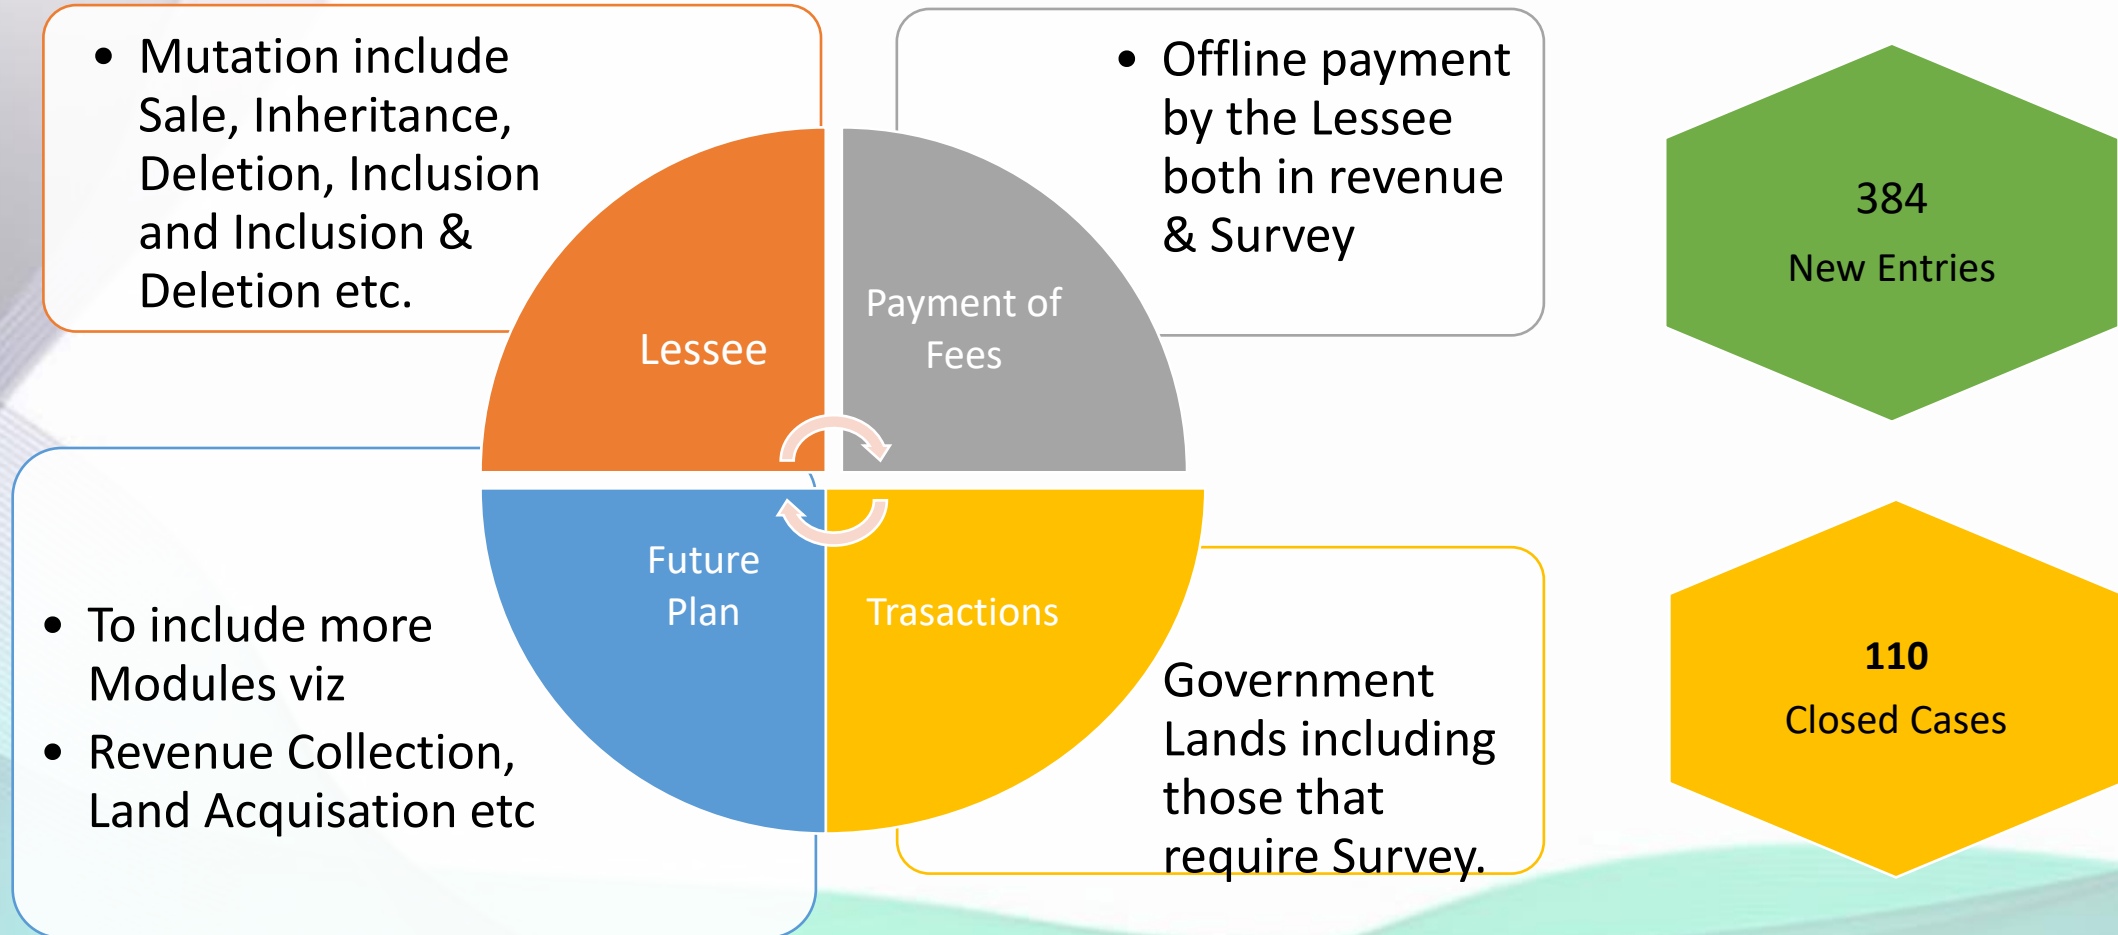 • Mutation include
Sale, Inheritance,
Deletion, Inclusion
and Inclusion &
Deletion etc.
• Offline payment
by the Lessee
both in revenue
& Survey
384
New Entries
Lessee
Payment of
Fees
Future
Plan
Trasactions
• To include more
Modules viz
• Revenue Collection,
Land Acquisation etc
Government
Lands including
those that
require Survey.
110
Closed Cases